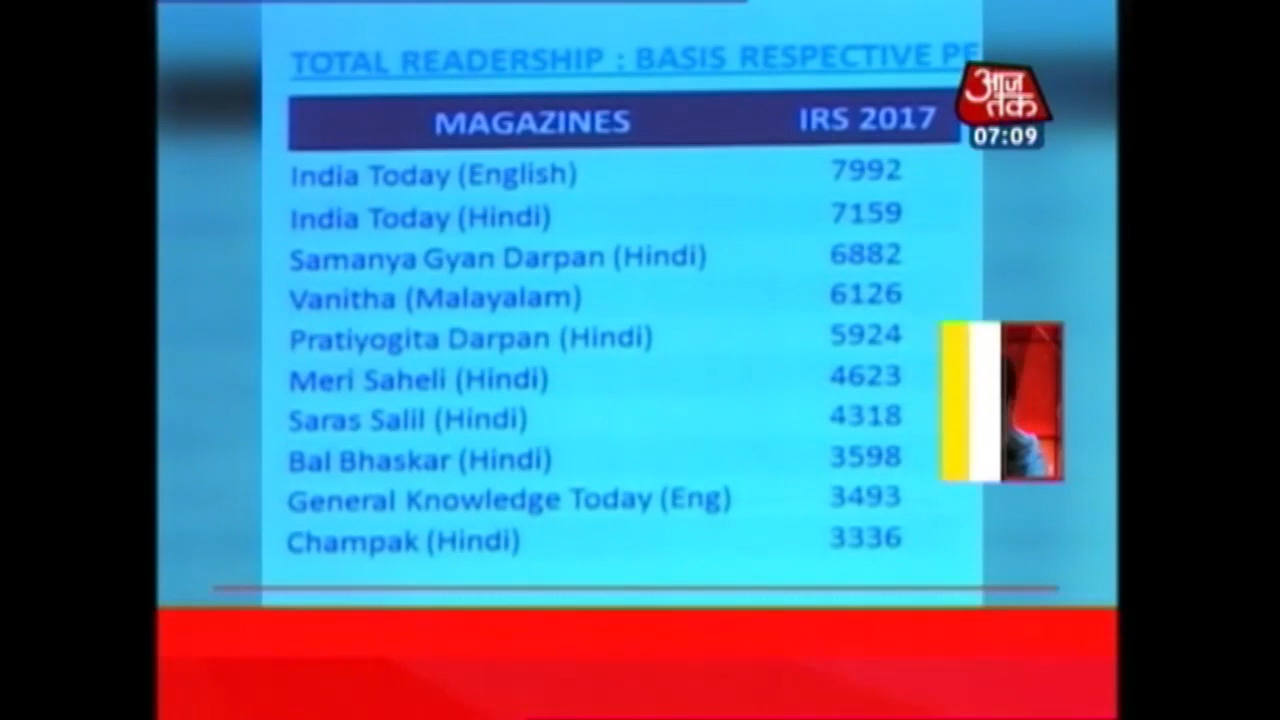 TOTAL READERSHIP : BASIS RESPECTIVE PE
आज
तक
07:09
MAGAZINES IRS 2017
India Today (English) 7992
India Today (Hindi) 7159
Samanya Gyan Darpan (Hindi) 6882
Vanitha (Malayalam) 6126
Pratiyogita Darpan (Hindi) 5924
Meri Saheli (Hindi) 4623
Saras Salil (Hindi) 4318
Bal Bhaskar (Hindi) 3598
General Knowledge Today (Eng) 3493
Champak (Hindi) 3336